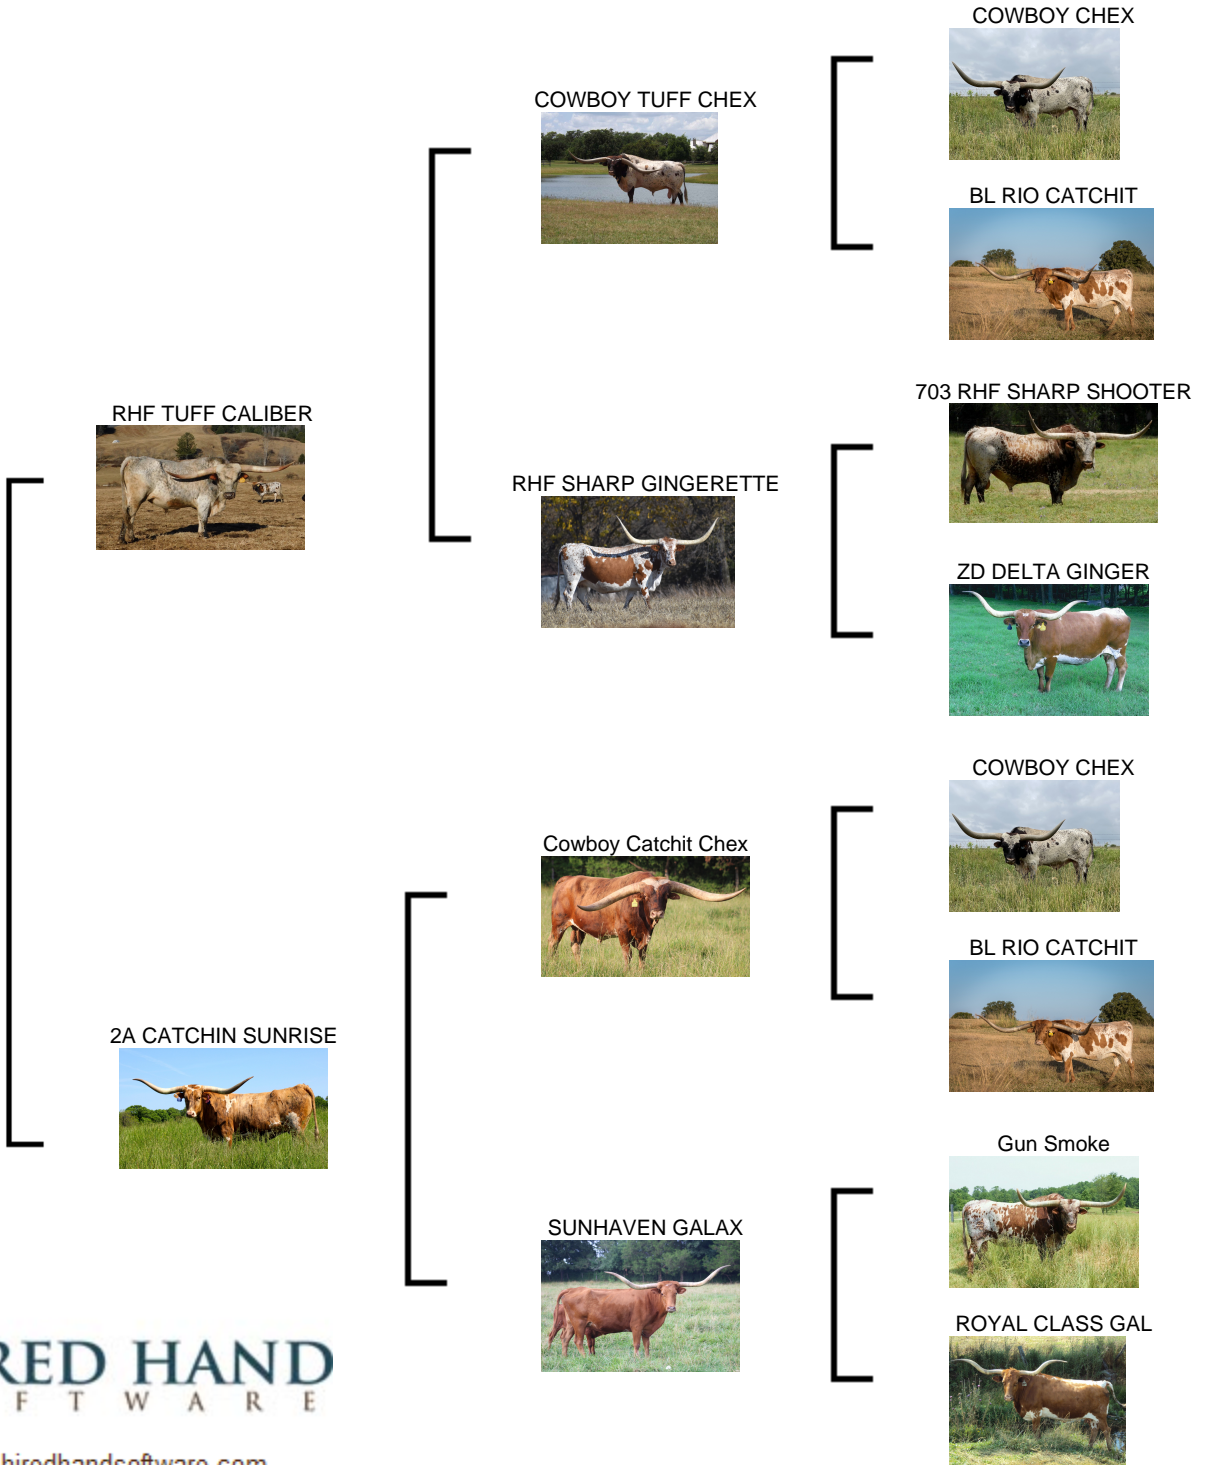 COWBOY CHEX
COWBOY TUFF CHEX
BL RIO CATCHIT
RHF TUFF CALIBER
703 RHF SHARP SHOOTER
RHF SHARP GINGERETTE
ZD DELTA GINGER
COWBOY CHEX
Cowboy Catchit Chex
BL RIO CATCHIT
2A CATCHIN SUNRISE
Gun Smoke
SUNHAVEN GALAX
ROYAL CLASS GAL
RED HAND
F T W A R E
hiredhandsoftware.com